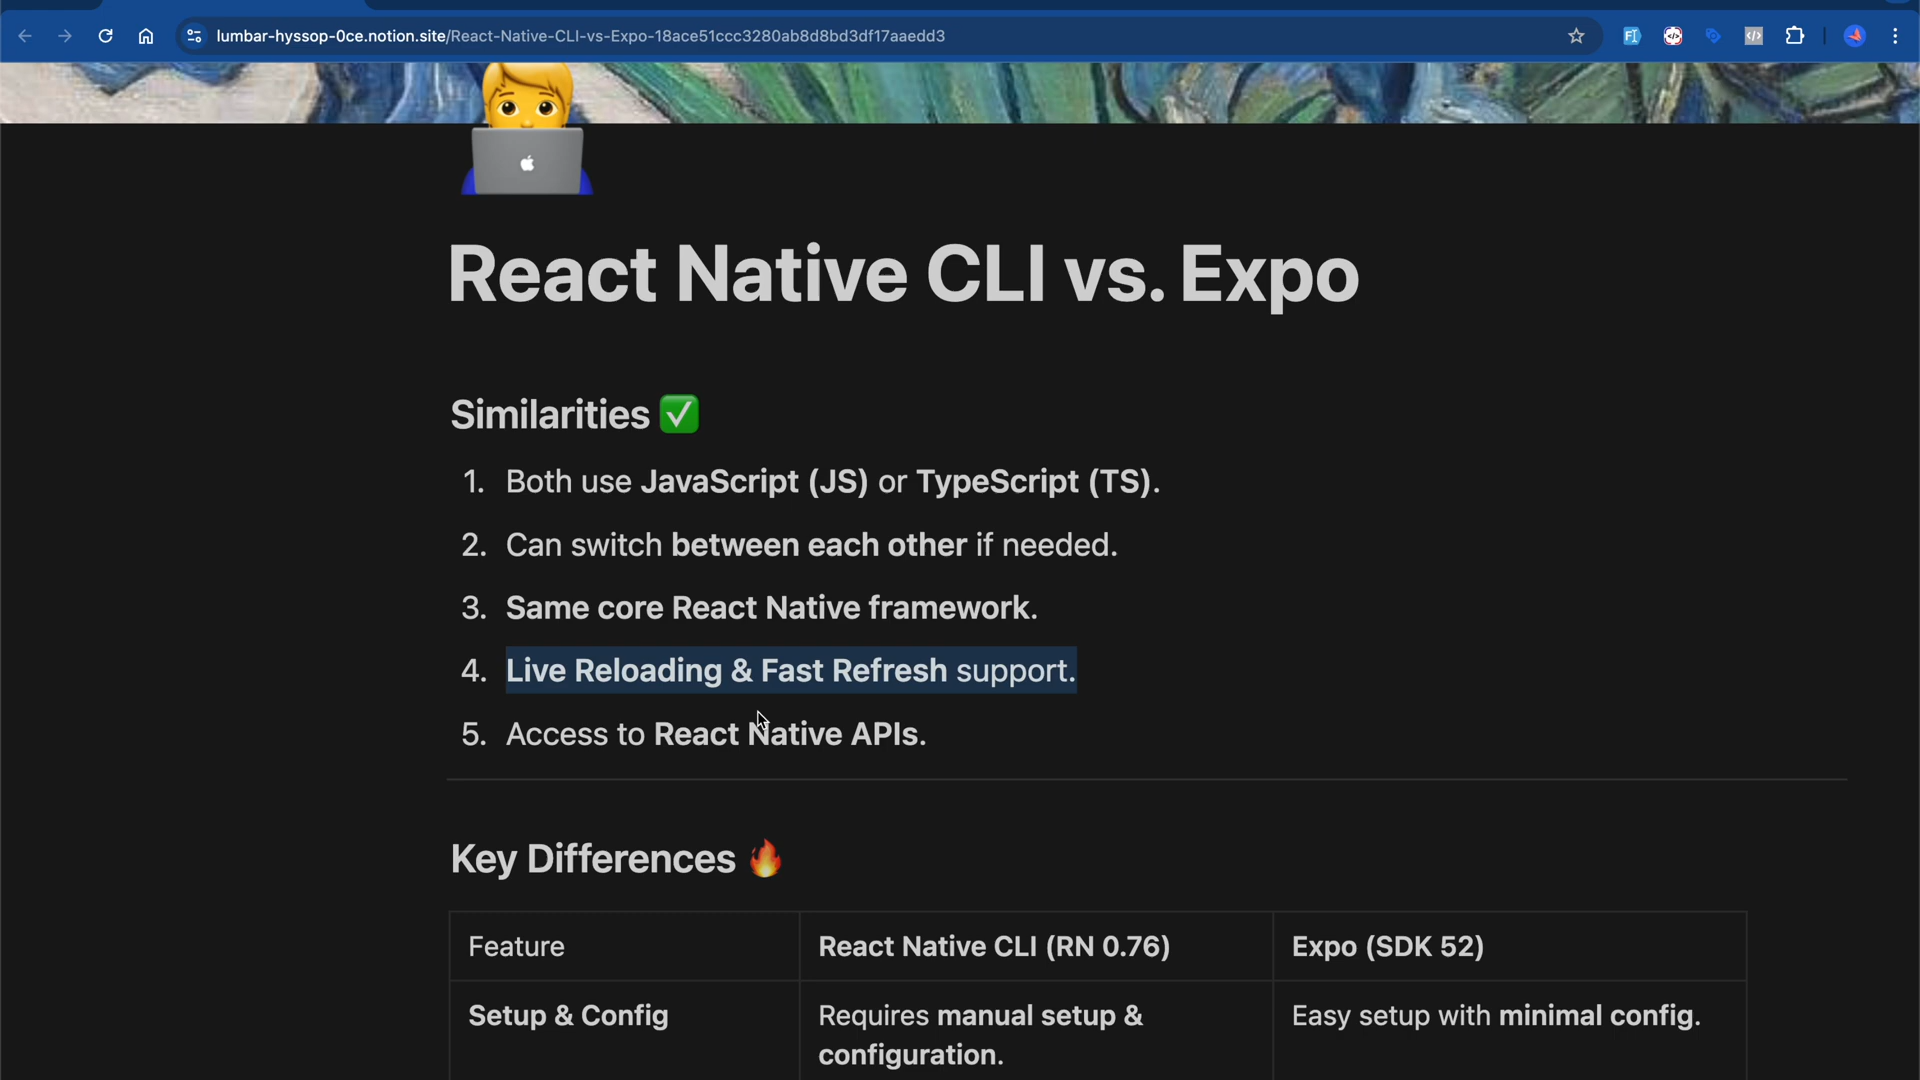 lumbar-hyssop-0ce.notion.site/React-Native-CLI-vs-Expo-18ace51ccc3280ab8d8bd3df17aaedd3
React Native CLI vs. Expo
Similarities ✅
1. Both use JavaScript (JS) or TypeScript (TS).
2. Can switch between each other if needed.
3. Same core React Native framework.
4. Live Reloading & Fast Refresh support.
5. Access to React Native APIs.
Key Differences 🔥
Feature
React Native CLI (RN 0.76)
Expo (SDK 52)
Setup & Config
Requires manual setup &
configuration.
Easy setup with minimal config.